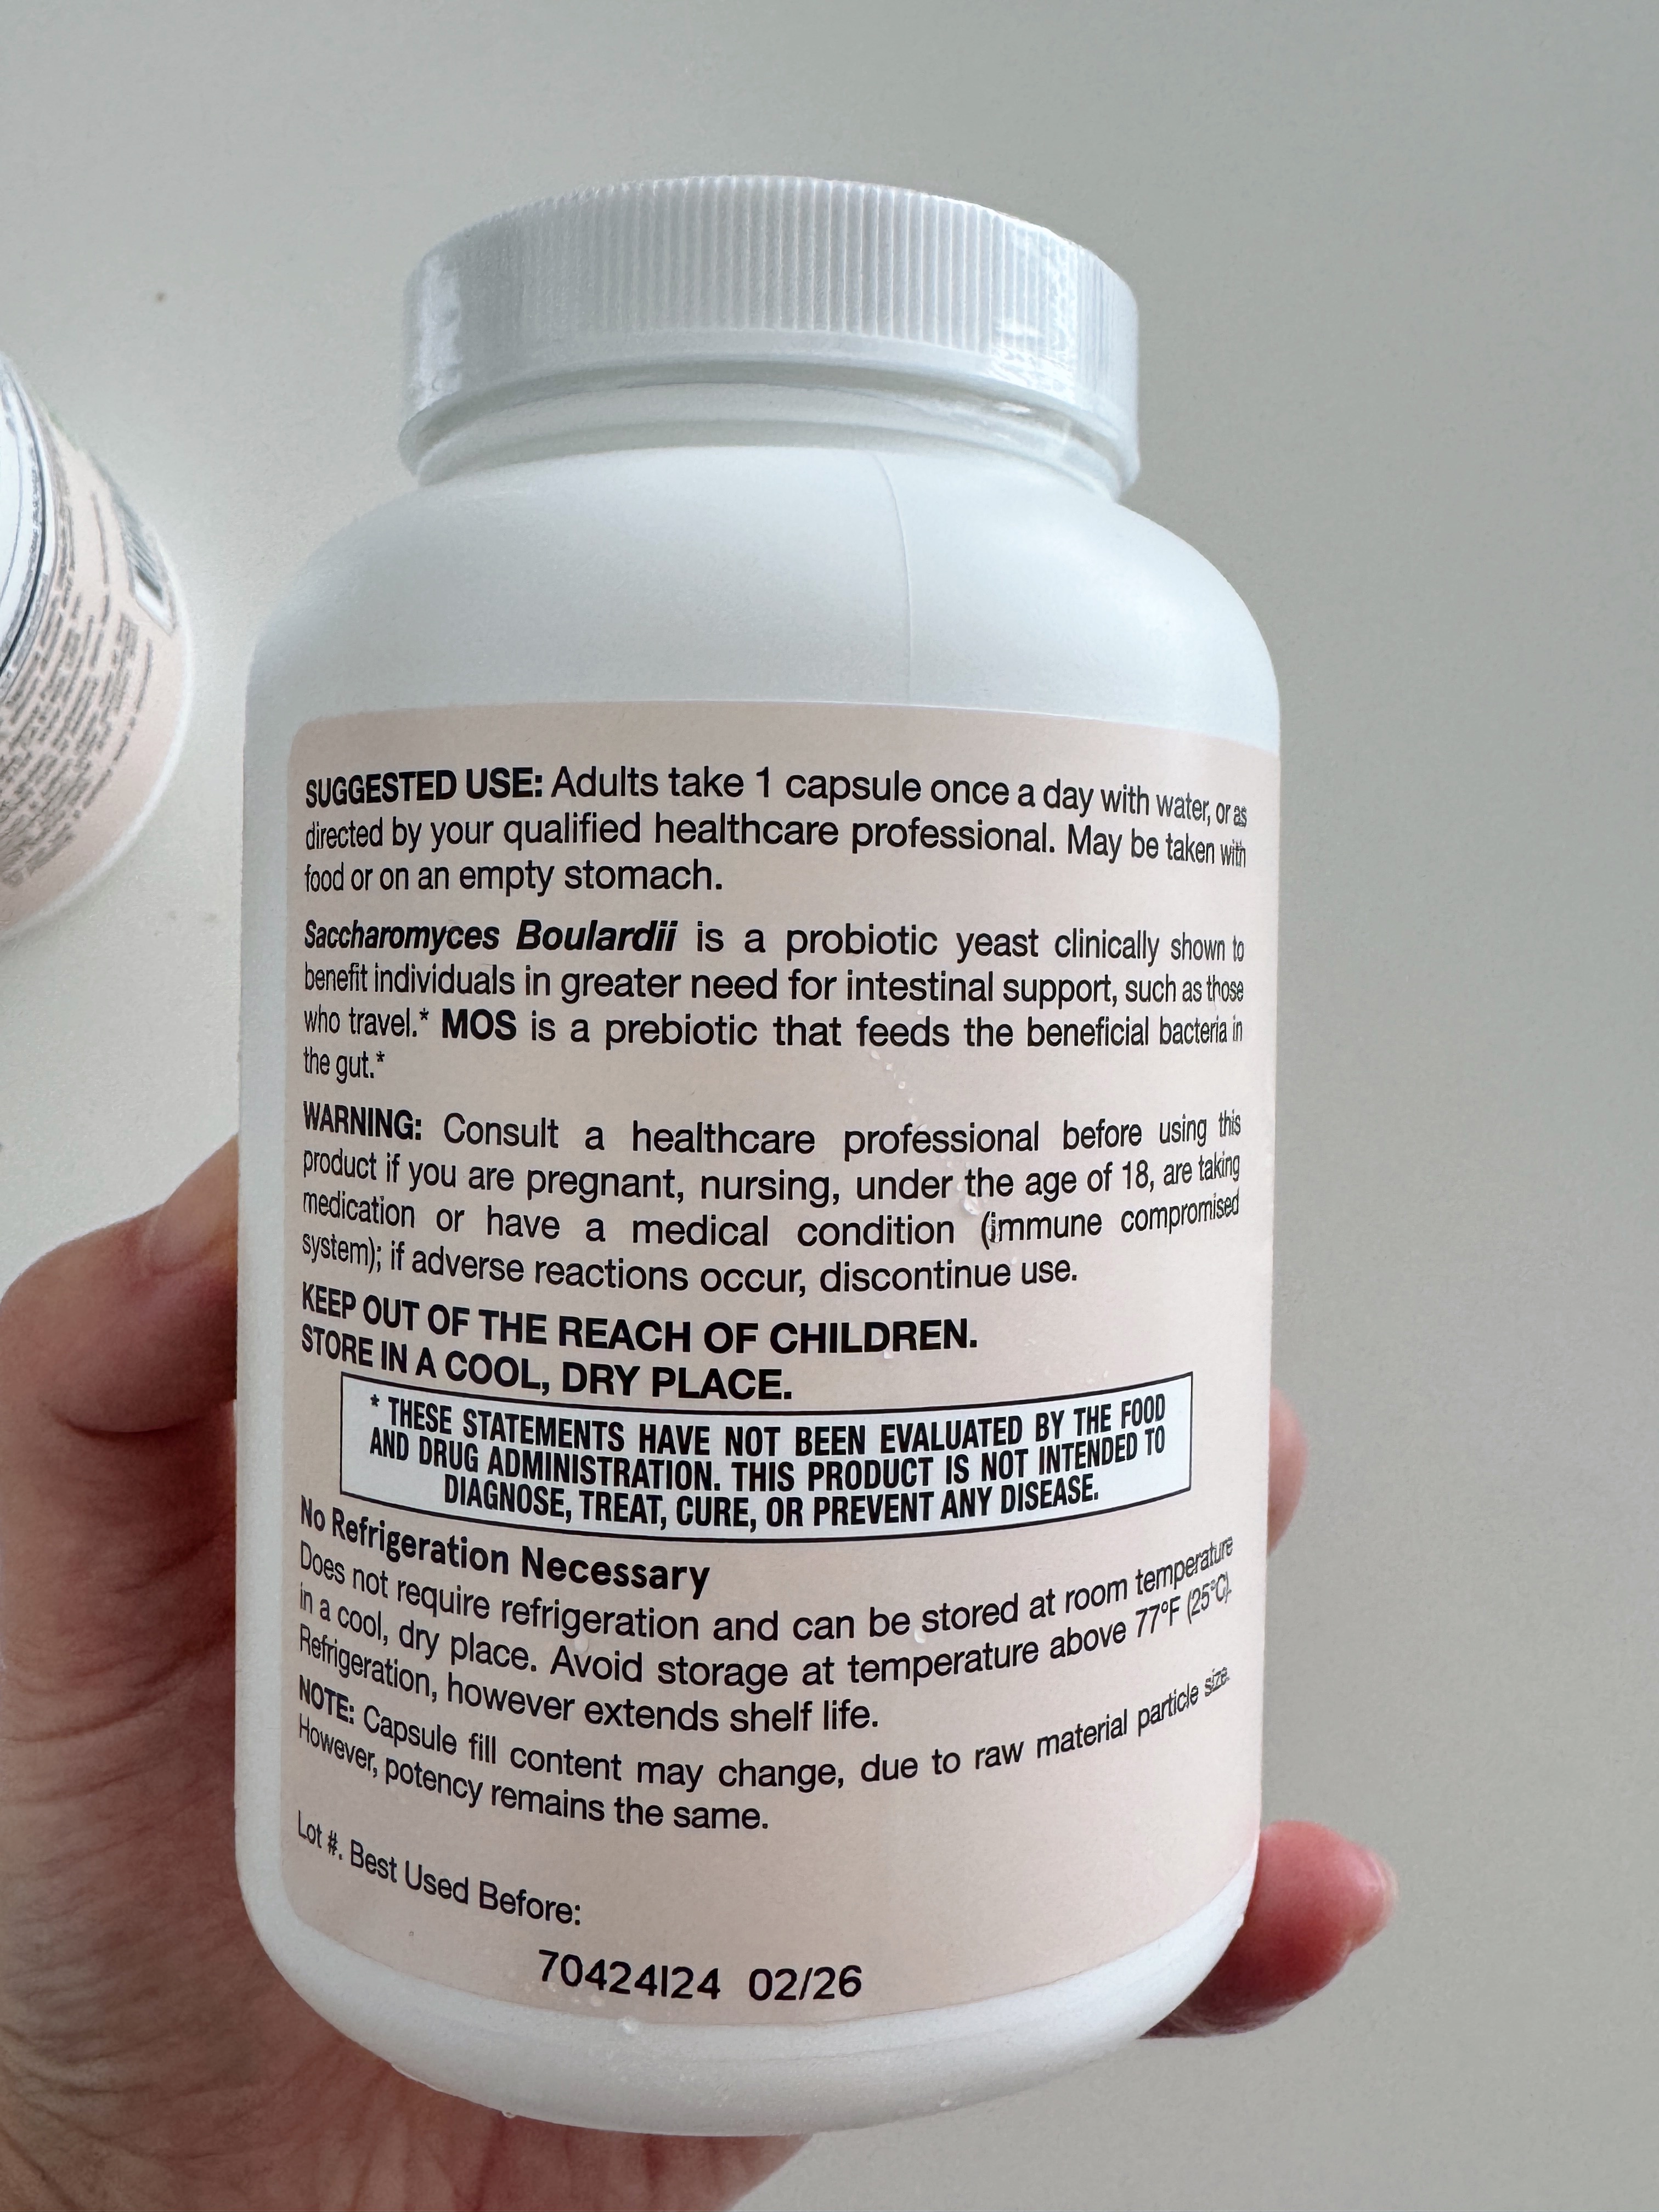 SUGGESTED USE: Adults take 1 capsule once a day with water, or as
directed by your qualified healthcare professional. May be taken with
food or on an empty stomach.
Saccharomyces Boulardii is a probiotic yeast clinically shown to
benefit individuals in greater need for intestinal support, such as those
who travel.* MOS is a prebiotic that feeds the beneficial bacteria in
the gut.*
WARNING: Consult a healthcare professional before using this
product if you are pregnant, nursing, under the age of 18, are taking
medication or have a medical condition (immune compromised
system); if adverse reactions occur, discontinue use.
KEEP OUT OF THE REACH OF CHILDREN.
STORE IN A COOL, DRY PLACE.
* THESE STATEMENTS HAVE NOT BEEN EVALUATED BY THE FOOD
AND DRUG ADMINISTRATION. THIS PRODUCT IS NOT INTENDED TO
DIAGNOSE, TREAT, CURE, OR PREVENT ANY DISEASE.
No Refrigeration Necessary
Does not require refrigeration and can be stored at room temperature
in a cool, dry place. Avoid storage at temperature above 77°F (25°C).
Refrigeration, however extends shelf life.
NOTE: Capsule fill content may change, due to raw material particle size.
However, potency remains the same.
Lot #. Best Used Before:
70424I24 02/26